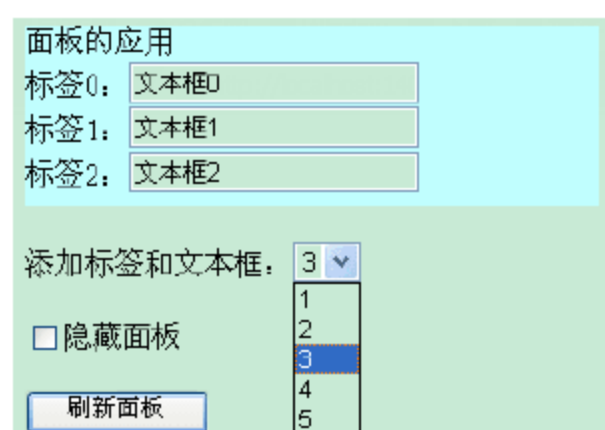 面板的应用
标签0：文本框0
标签1：文本框1
标签2：文本框2
添加标签和文本框：3
1
2
3
4
5
隐藏面板
刷新面板